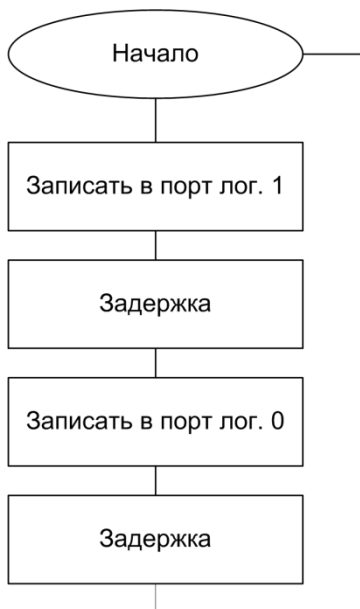 Начало
Записать в порт лог. 1
Задержка
Записать в порт лог. 0
Задержка